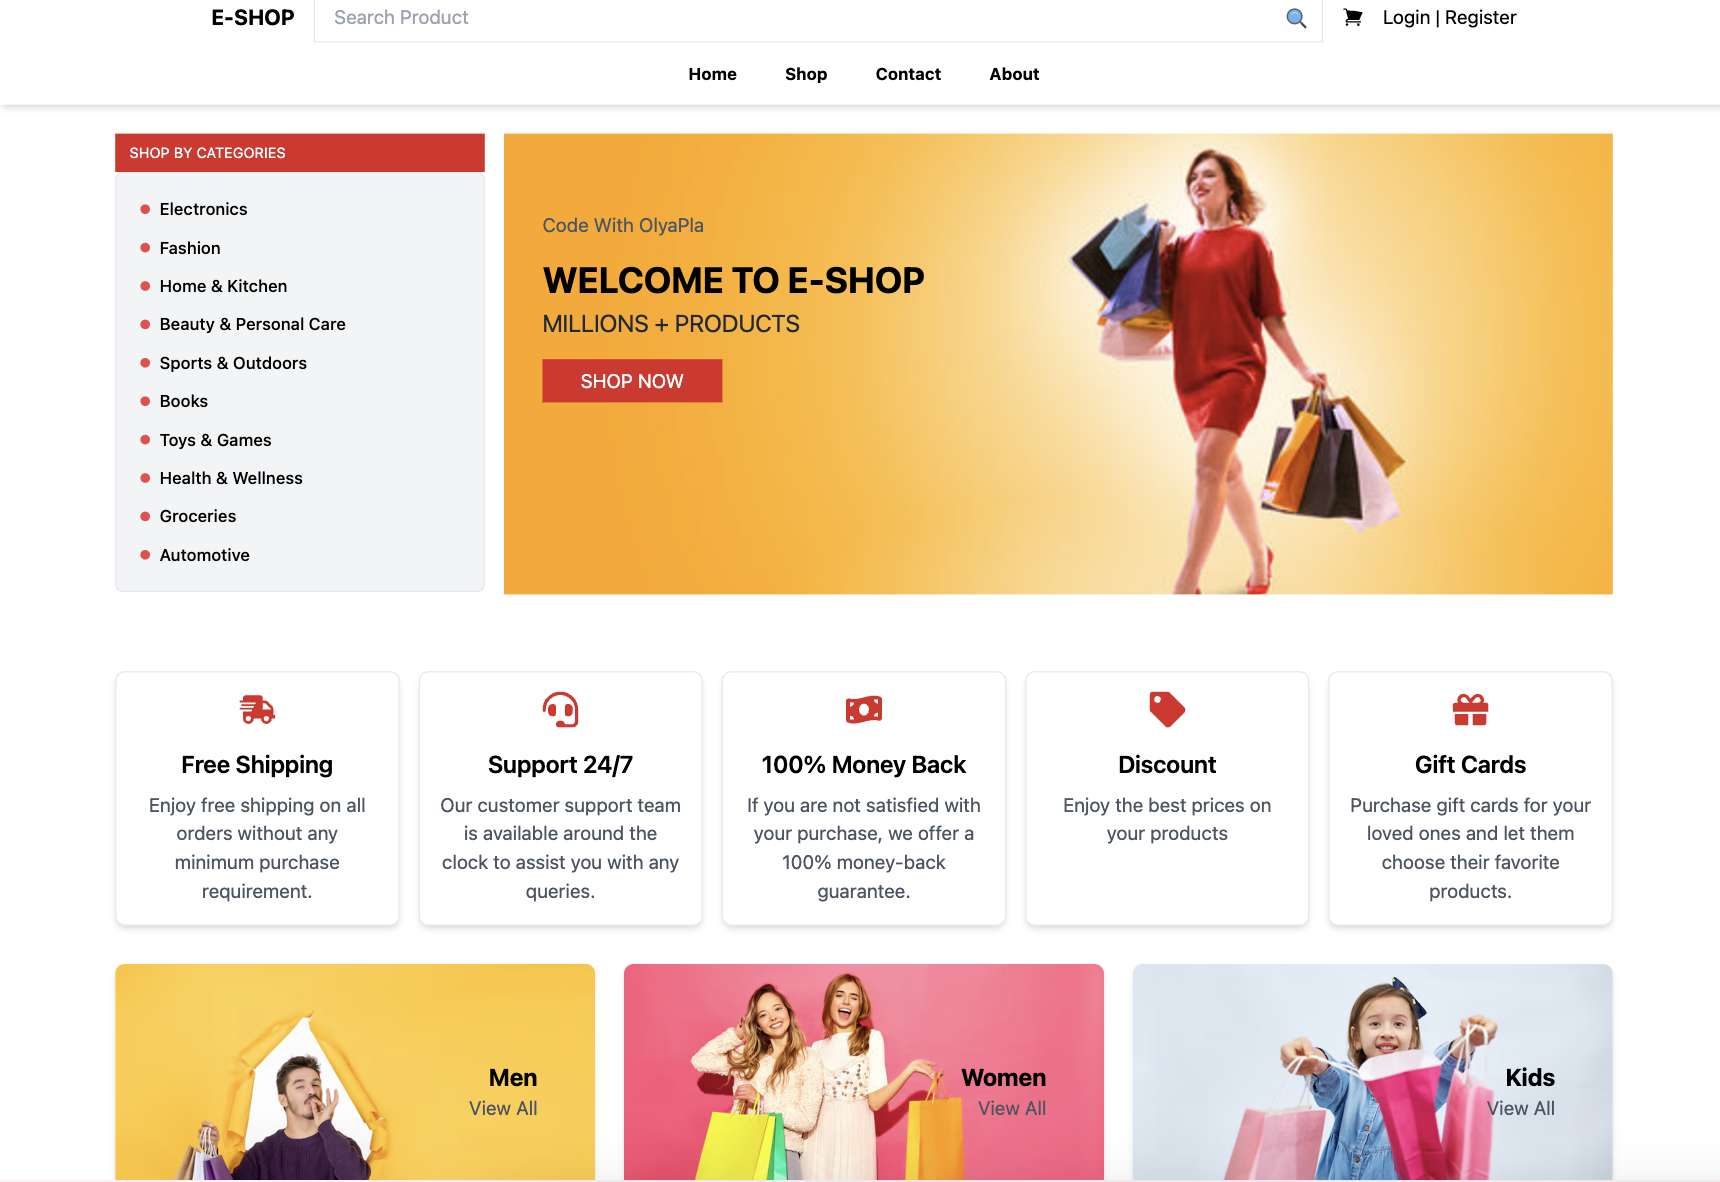 E-SHOP
Search Product
Login | Register
Home
Shop
Contact
About
SHOP BY CATEGORIES
Electronics
Fashion
Home & Kitchen
Beauty & Personal Care
Sports & Outdoors
Books
Toys & Games
Health & Wellness
Groceries
Automotive
Code With OlyaPla
WELCOME TO E-SHOP
MILLIONS + PRODUCTS
SHOP NOW
Free Shipping
Enjoy free shipping on all
orders without any
minimum purchase
requirement.
Support 24/7
Our customer support team
is available around the
clock to assist you with any
queries.
100% Money Back
If you are not satisfied with
your purchase, we offer a
100% money-back
guarantee.
Discount
Enjoy the best prices on
your products
Gift Cards
Purchase gift cards for your
loved ones and let them
choose their favorite
products.
Men
View All
Women
View All
Kids
View All